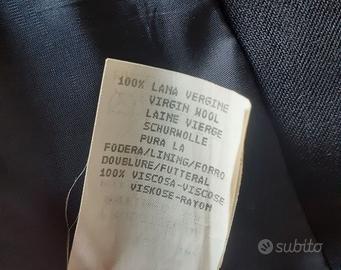 100% LANA VERGINE
VIRGIN WOOL
LAINE VIERGE
SCHURWOLLE
PURA LA
FODERA/LINING/FORRO
DOUBLURE/FUTTERAL
100% VISCOSA-VISCOSE
VISKOSE-RAYON
subito